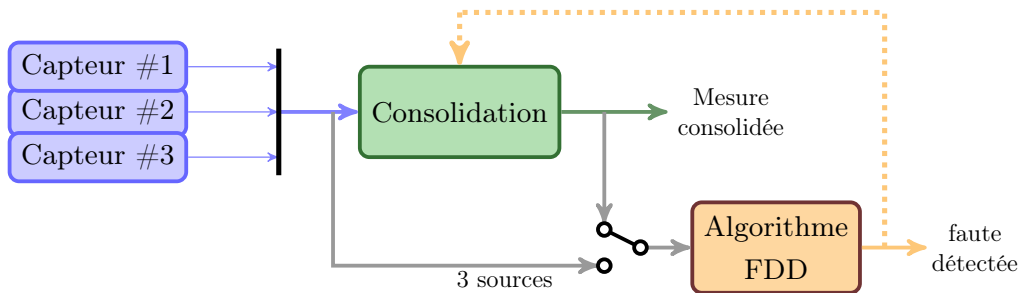 Capteur #1
Capteur #2
Capteur #3
Consolidation
Mesure
consolidée
3 sources
Algorithme
FDD
faute
détectée